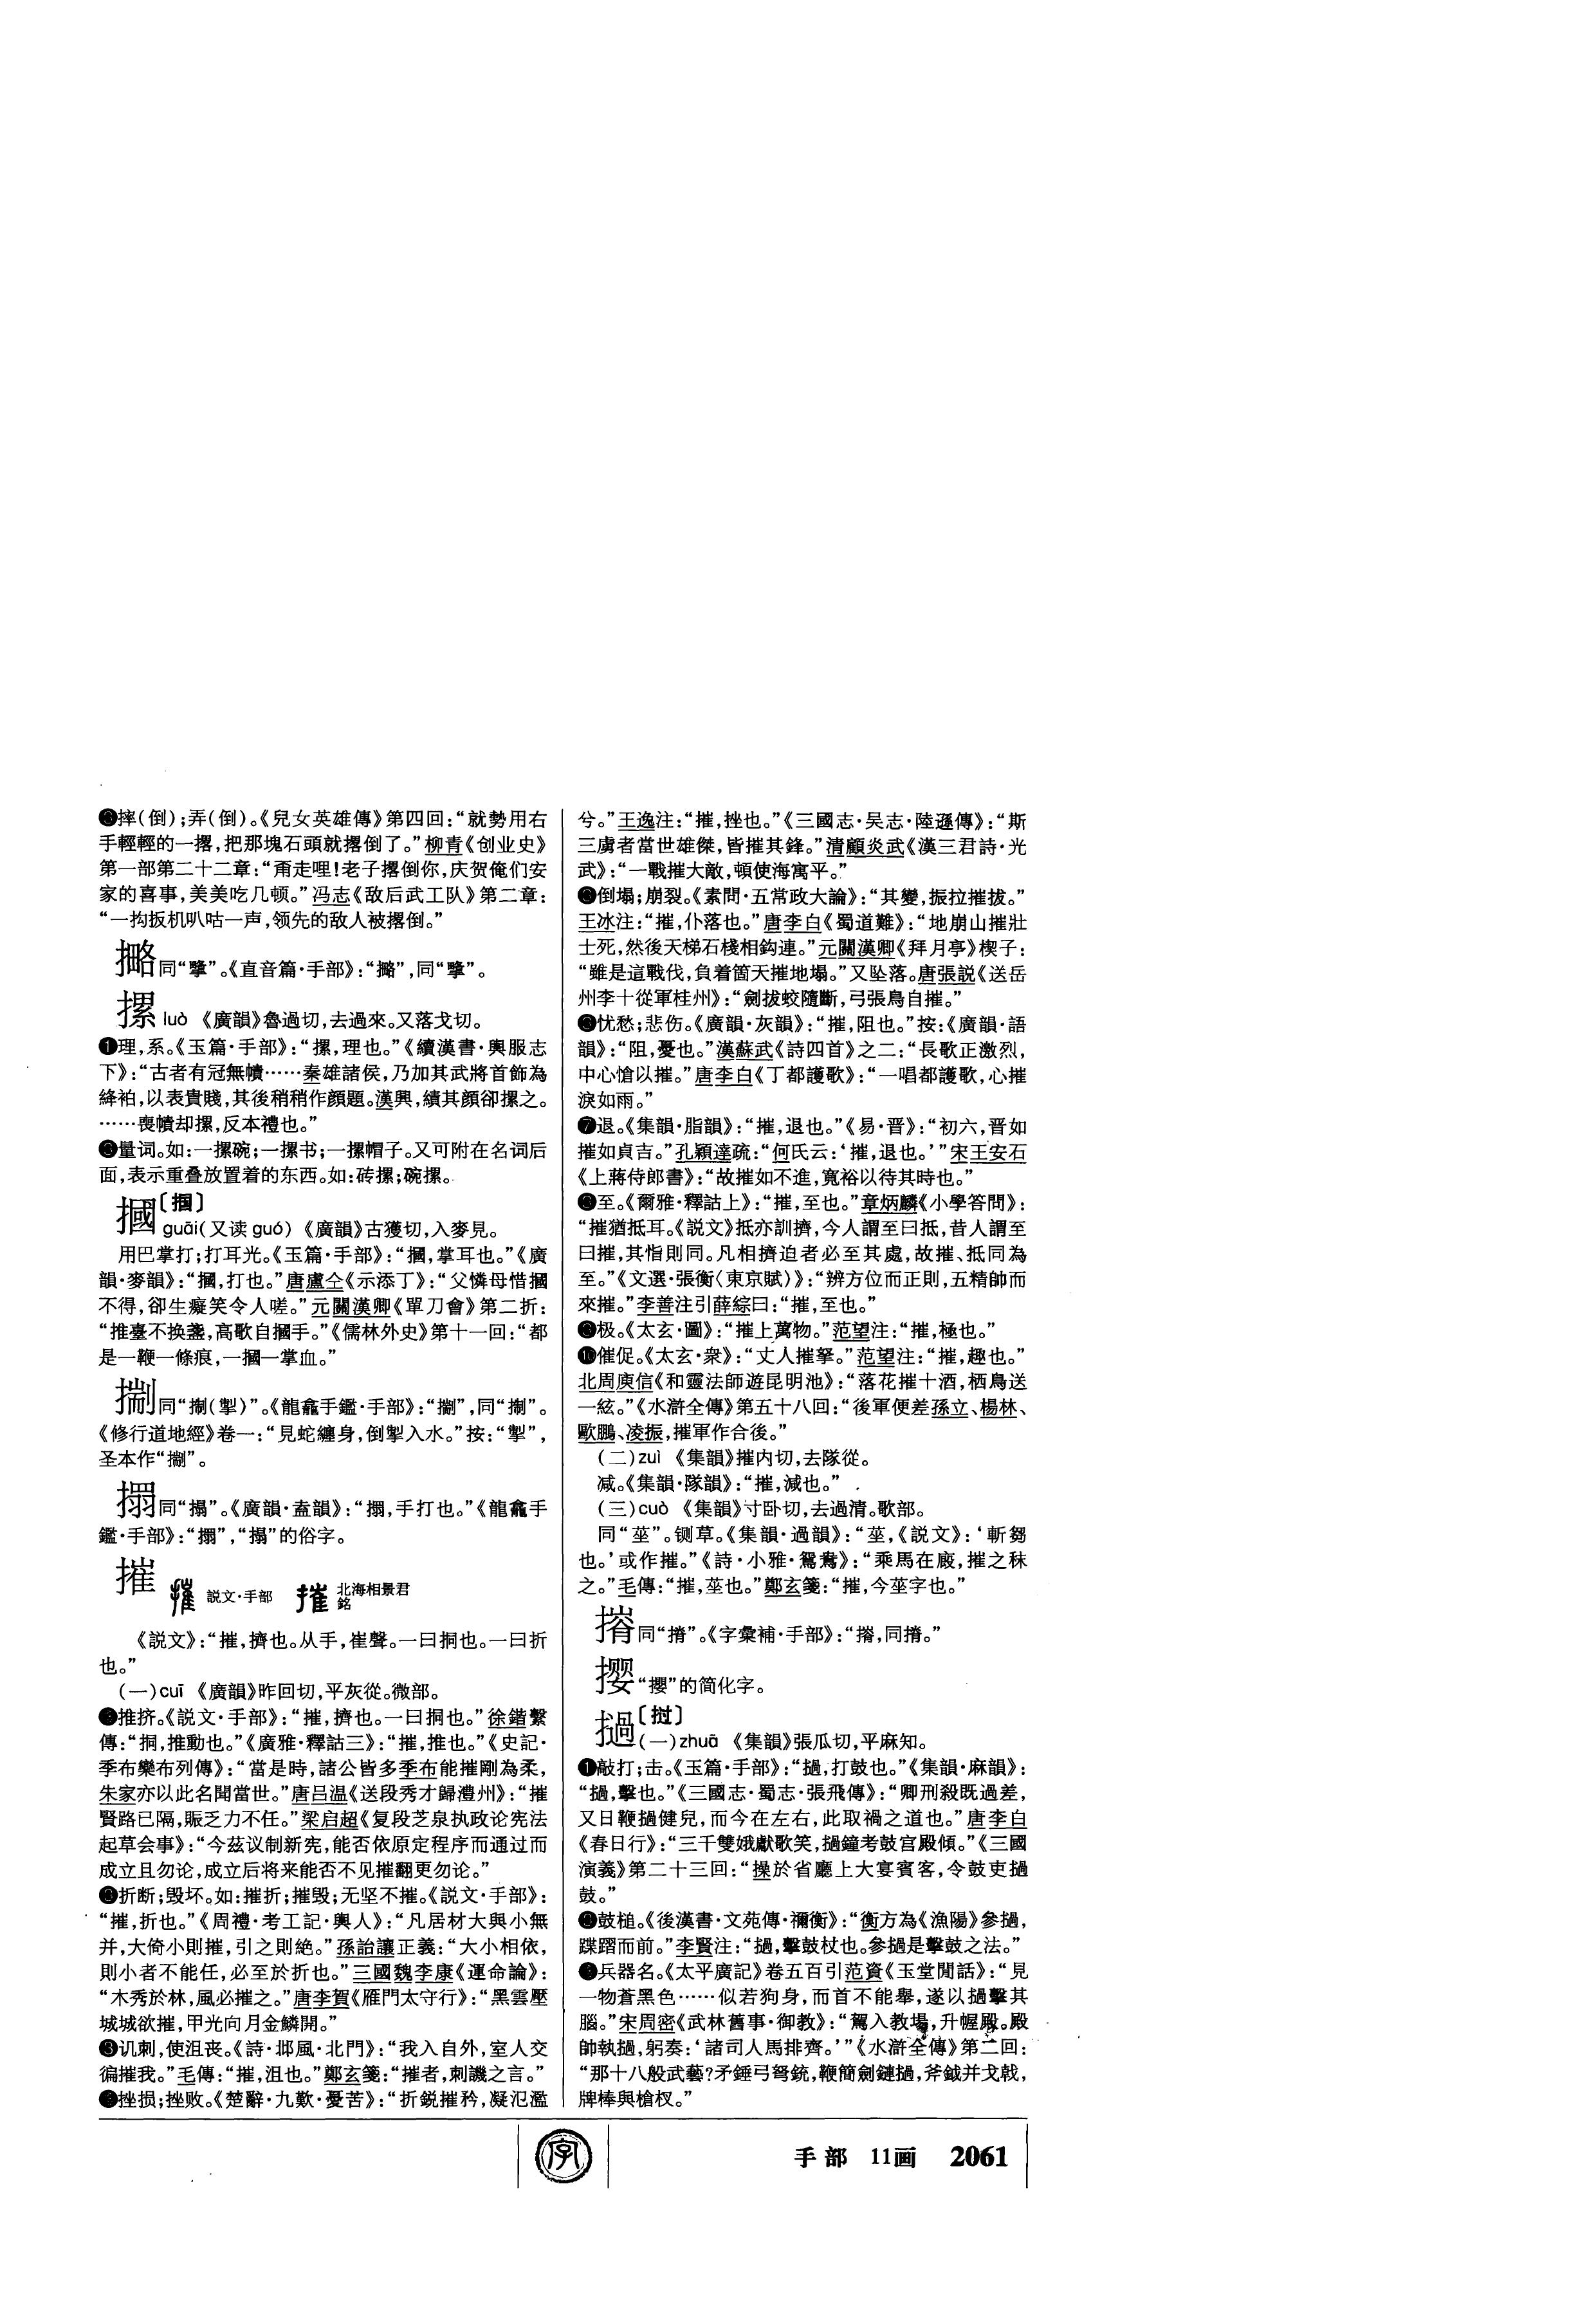 ❸摔(倒);弄(倒)。《兒女英雄傳》第四回:“就勢用右
手輕輕的一撂,把那塊石頭就撂倒了。”柳青《创业史》
第一部第二十二章:“甭走哩!老子撂倒你,庆贺俺们安
家的喜事,美美吃几顿。”冯志《敌后武工队》第二章:
“一抅扳机叭咕一声,领先的敌人被撂倒。”
同“撆”。《直音篇·手部》:“”,同“撆”。
摞 luò 《廣韻》魯過切,去過來。又落戈切。
❶理,系。《玉篇·手部》:“摞,理也。”《續漢書·輿服志
下》:“古者有冠無幘……秦雄諸侯,乃加其武將首飾為
絳袙,以表貴賤,其後稍稍作顔題。漢興,續其顔卻摞之。
……喪幘却摞,反本禮也。”
量词。如:一摞碗;一摞书;一摞帽子。又可附在名词后
面,表示重叠放置着的东西。如:砖摞;碗摞。
摑〔掴〕
guāi(又读guó) 《廣韻》古獲切,入麥見。
用巴掌打;打耳光。《玉篇·手部》:“摑,掌耳也。”《廣
韻·麥韻》:“摑,打也。”唐盧仝《示添丁》:“父憐母惜摑
不得,卻生癡笑令人嗟。”元關漢卿《單刀會》第二折:
“推臺不换盞,高歌自摑手。”《儒林外史》第十一回:“都
是一鞭一條痕,一摑一掌血。”
同“𢮿(掣)”。《龍龕手鑑·手部》:“”,同“”。
《修行道地經》卷一:“見蛇纏身,倒掣入水。”按:“掣”,
圣本作“”。
同“搨”。《廣韻·盍韻》:“,手打也。”《龍龕手
鑑·手部》:“”,“搨”的俗字。
摧
説文·手部 北海相景君
銘
《説文》:“摧,擠也。从手,崔聲。一曰挏也。一曰折
也。”
(一)cuī 《廣韻》昨回切,平灰從。微部。
❶推挤。《説文·手部》:“摧,擠也。一曰挏也。”徐鍇繫
傳:“挏,推動也。”《廣雅·釋詁三》:“摧,推也。”《史記·
季布欒布列傳》:“當是時,諸公皆多季布能摧剛為柔,
朱家亦以此名聞當世。”唐吕温《送段秀才歸澧州》:“摧
賢路已隔,賑乏力不任。”梁启超《复段芝泉执政论宪法
起草会事》:“今兹议制新宪,能否依原定程序而通过而
成立且勿论,成立后将来能否不见摧翻更勿论。”
❷折断;毁坏。如:摧折;摧毁;无坚不摧。《説文·手部》:
“摧,折也。”《周禮·考工記·輿人》:“凡居材大與小無
并,大倚小則摧,引之則絶。”孫詒讓正義:“大小相依,
則小者不能任,必至於折也。”三國魏李康《運命論》:
“木秀於林,風必摧之。”唐李賀《雁門太守行》:“黑雲壓
城城欲摧,甲光向月金鱗開。”
❸讥刺,使沮丧。《詩·邶風·北門》:“我入自外,室人交
徧摧我。”毛傳:“摧,沮也。”鄭玄箋:“摧者,刺譏之言。”
❹挫损;挫败。《楚辭·九歎·憂苦》:“折鋭摧矜,凝氾濫
兮。”王逸注:“摧,挫也。”《三國志·吴志·陸遜傳》:“斯
三虜者當世雄傑,皆摧其鋒。”清顧炎武《漢三君詩·光
武》:“一戰摧大敵,頓使海寓平。”
❺倒塌;崩裂。《素問·五常政大論》:“其變,振拉摧拔。”
王冰注:“摧,仆落也。”唐李白《蜀道難》:“地崩山摧壯
士死,然後天梯石棧相鈎連。”元關漢卿《拜月亭》楔子:
“雖是這戰伐,負着箇天摧地塌。”又坠落。唐張説《送岳
州李十從軍桂州》:“劍拔蛟隨斷,弓張鳥自摧。”
❻忧愁;悲伤。《廣韻·灰韻》:“摧,阻也。”按:《廣韻·語
韻》:“阻,憂也。”漢蘇武《詩四首》之二:“長歌正激烈,
中心愴以摧。”唐李白《丁都護歌》:“一唱都護歌,心摧
淚如雨。”
❼退。《集韻·脂韻》:“摧,退也。”《易·晋》:“初六,晋如
摧如貞吉。”孔穎達疏:“何氏云:‘摧,退也。’”宋王安石
《上蔣侍郎書》:“故摧如不進,寬裕以待其時也。”
❽至。《爾雅·釋詁上》:“摧,至也。”章炳麟《小學答問》:
“摧猶抵耳。《説文》抵亦訓擠,今人謂至曰抵,昔人謂至
曰摧,其恉則同。凡相擠迫者必至其處,故摧、抵同為
至。”《文選·張衡〈東京賦〉》:“辨方位而正則,五精帥而
來摧。”李善注引薛綜曰:“摧,至也。”
❾极。《太玄·圖》:“摧上萬物。”范望注:“摧,極也。”
❿催促。《太玄·衆》:“丈人摧拏。”范望注:“摧,趣也。”
北周庾信《和靈法師遊昆明池》:“落花摧十酒,栖鳥送
一絃。”《水滸全傳》第五十八回:“後軍便差孫立、楊林、
歐鵬、凌振,摧軍作合後。”
(二)zuì 《集韻》摧内切,去隊從。
减。《集韻·隊韻》:“摧,減也。”
(三)cuò 《集韻》寸卧切,去過清。歌部。
同“莝”。铡草。《集韻·過韻》:“莝,《説文》:‘斬芻
也。’或作摧。”《詩·小雅·鴛鴦》:“乘馬在廄,摧之秣
之。”毛傳:“摧,莝也。”鄭玄箋:“摧,今莝字也。”
同“揹”。《字彙補·手部》:“,同揹。”
撄“攖”的简化字。
撾〔挝〕
(一)zhuā 《集韻》張瓜切,平麻知。
❶敲打;击。《玉篇·手部》:“撾,打鼓也。”《集韻·麻韻》:
“撾,擊也。”《三國志·蜀志·張飛傳》:“卿刑殺既過差,
又日鞭撾健兒,而今在左右,此取禍之道也。”唐李白
《春日行》:“三千雙娥獻歌笑,撾鐘考鼓宫殿傾。”《三國
演義》第二十三回:“操於省廳上大宴賓客,令鼓吏撾
鼓。”
❷鼓槌。《後漢書·文苑傳·禰衡》:“衡方為《漁陽》參撾,
蹀䠧而前。”李賢注:“撾,擊鼓杖也。參撾是擊鼓之法。”
❸兵器名。《太平廣記》卷五百引范資《玉堂閒話》:“見
一物蒼黑色……似若狗身,而首不能舉,遂以撾擊其
腦。”宋周密《武林舊事·御教》:“駕入教場,升幄殿。殿
帥執撾,躬奏:‘諸司人馬排齊。’”《水滸全傳》第二回:
“那十八般武藝?矛錘弓弩銃,鞭簡劍鏈撾,斧鉞并戈戟,
牌棒與槍杈。”
字
手部 11画 2061